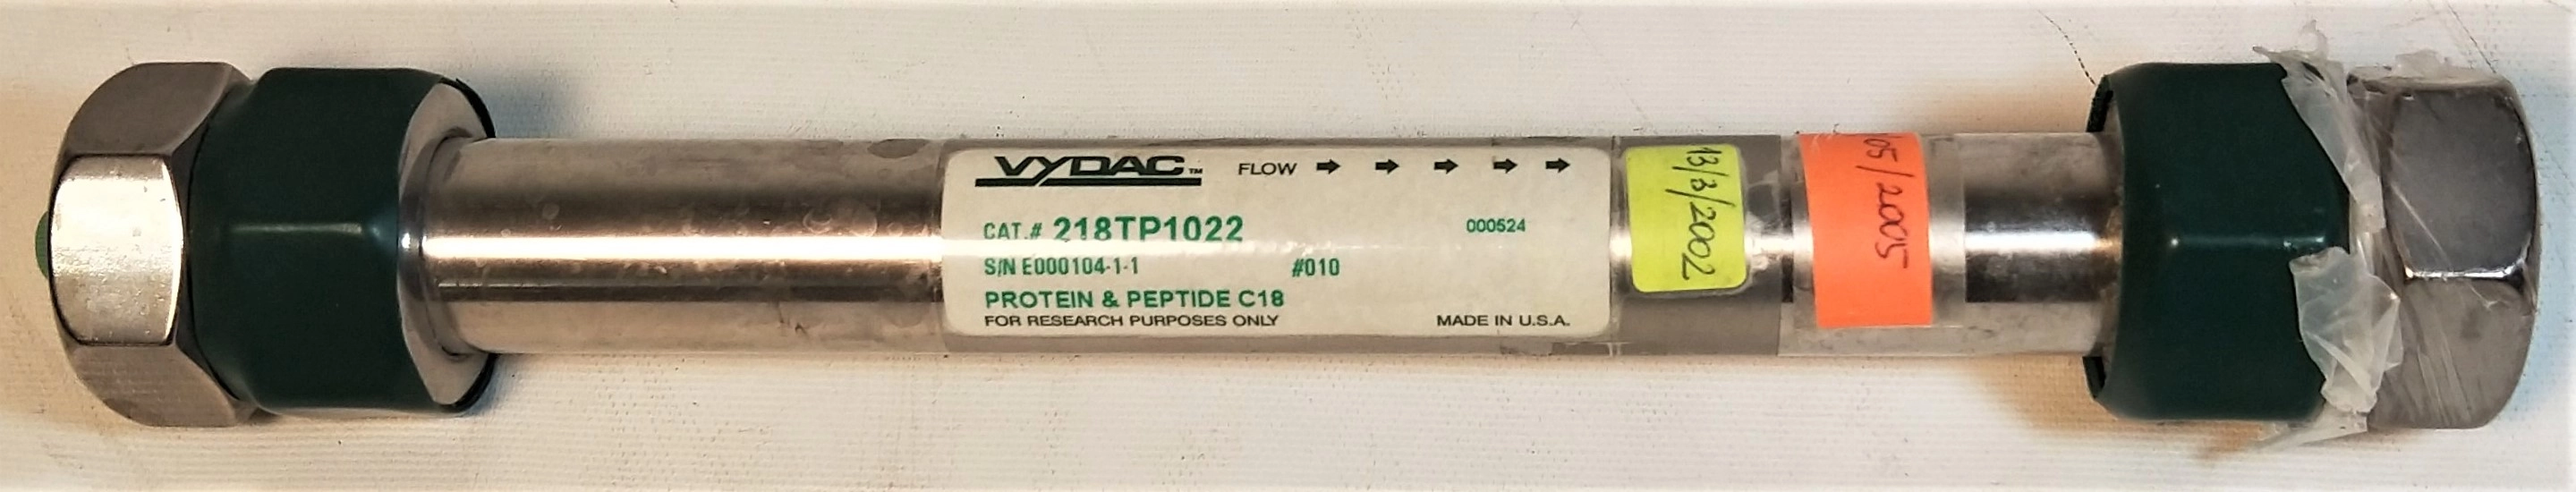 VYDAC™ FLOW → → → → →
CAT.# 218TP1022 000524
S/N E000104-1-1 #010
PROTEIN & PEPTIDE C18
FOR RESEARCH PURPOSES ONLY MADE IN U.S.A.
13/3/2002
05/2005